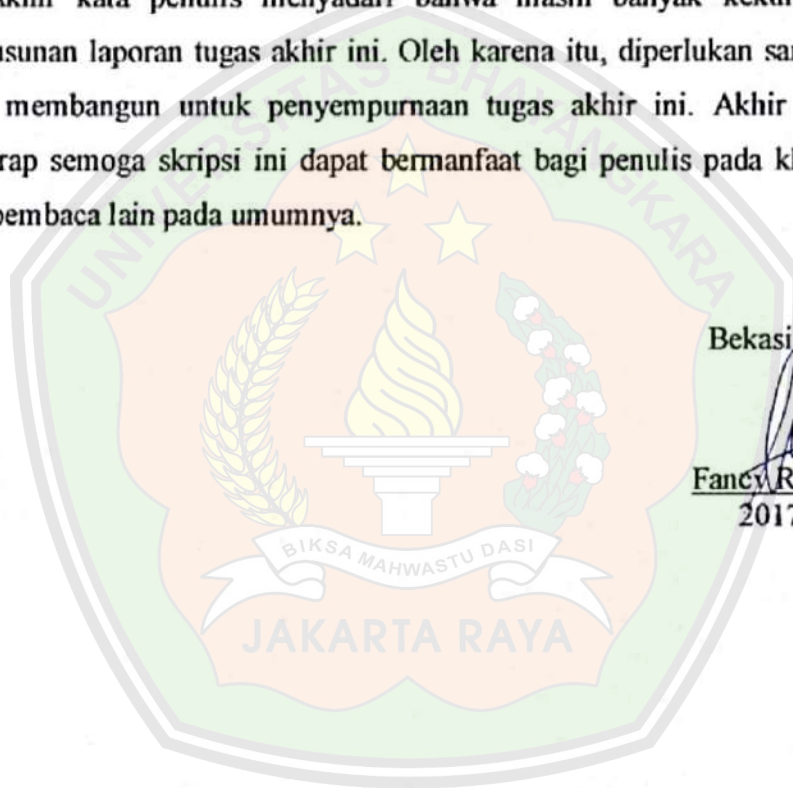 kata penulis menyadari bahwa masih banyak
usunan laporan tugas akhir ini. Oleh karena itu, diperlukan sar
membangun untuk penyempurnaan tugas akhir ini. Akhir
rap semoga skripsi ini dapat bermanfaat bagi penulis pada kh
pembaca lain pada umumnya.
UNIVERSITAS BHAYANGKARA
Bekasi
Fancy R
2017
BIKSA MAHWASTU DASI
JAKARTA RAYA